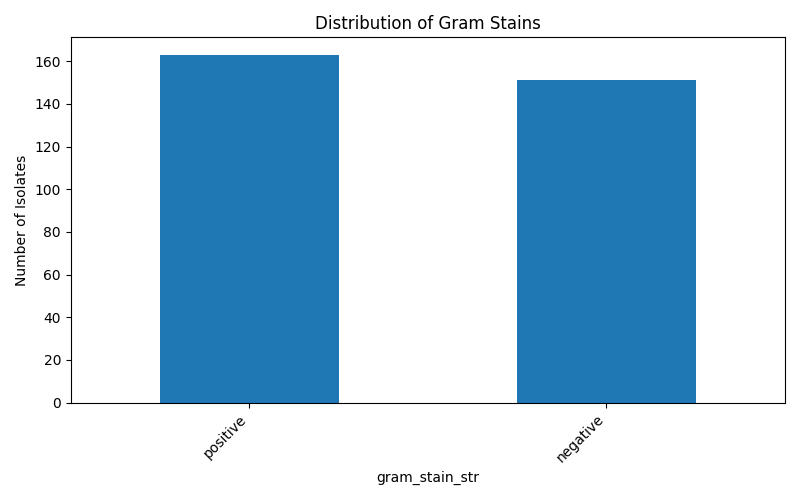 Distribution of Gram Stains
Number of Isolates
160
140
120
100
80
60
40
20
0
positive
negative
gram_stain_str